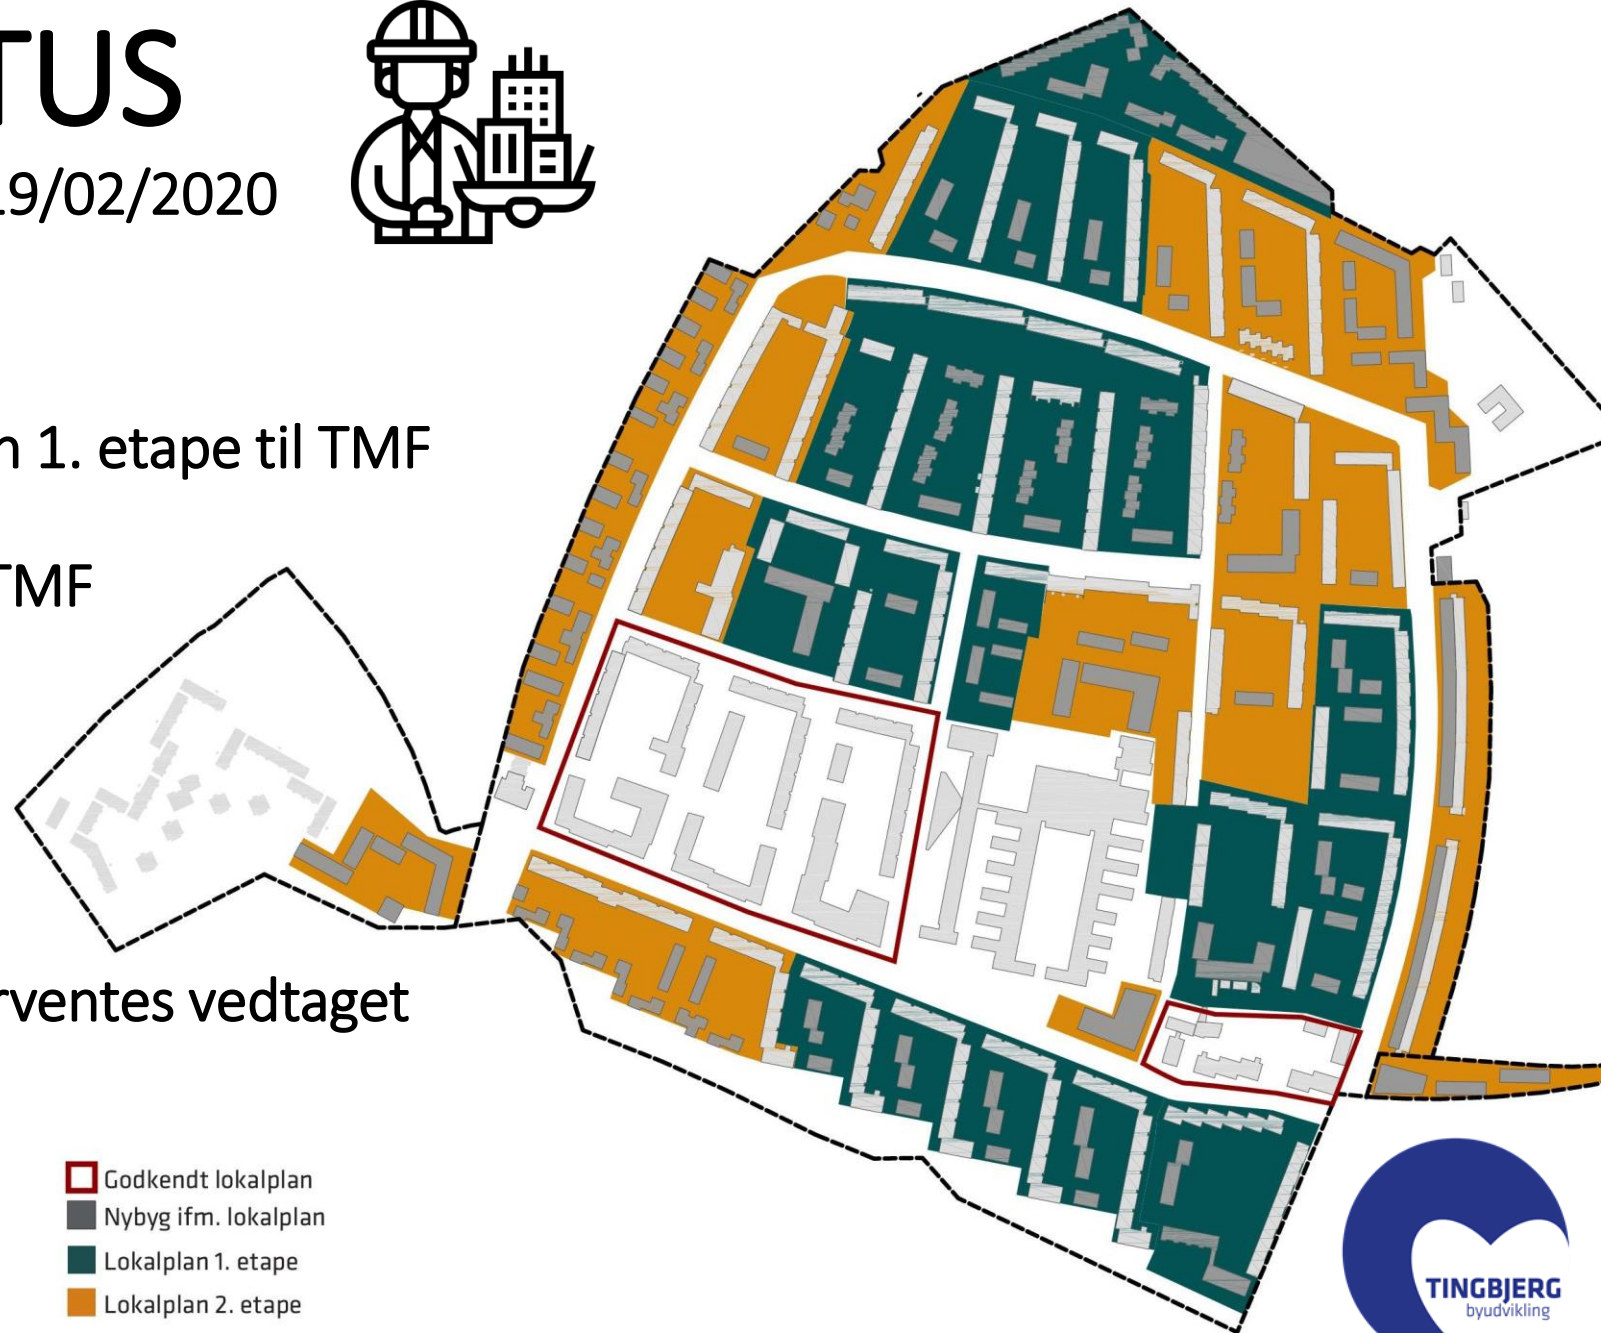 TUS
19/02/2020
1. etape til TMF
TMF
rventes vedtaget
Godkendt lokalplan
Nybyg ifm. lokalplan
Lokalplan 1. etape
Lokalplan 2. etape
TINGBJERG
byudvikling